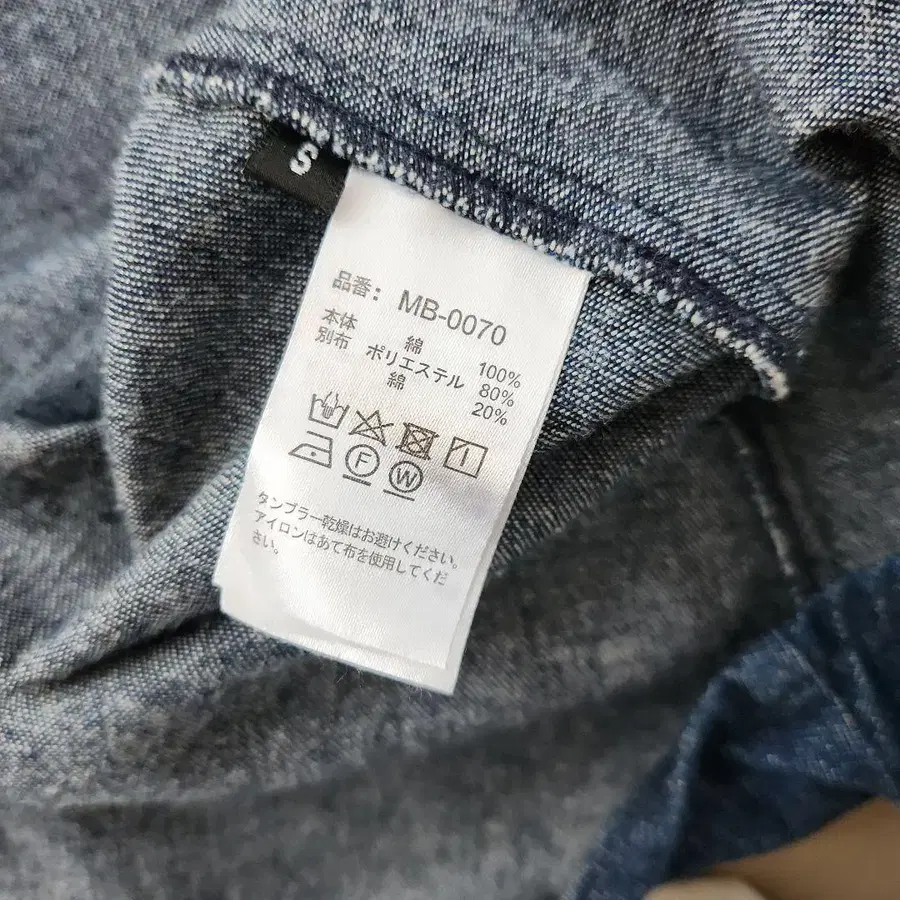 S
品番: MB-0070
本体 綿 100%
別布 ポリエステル 80%
綿 20%
F W
タンブラー乾燥はお避けください。
アイロンはあて布を使用してくだ
さい。